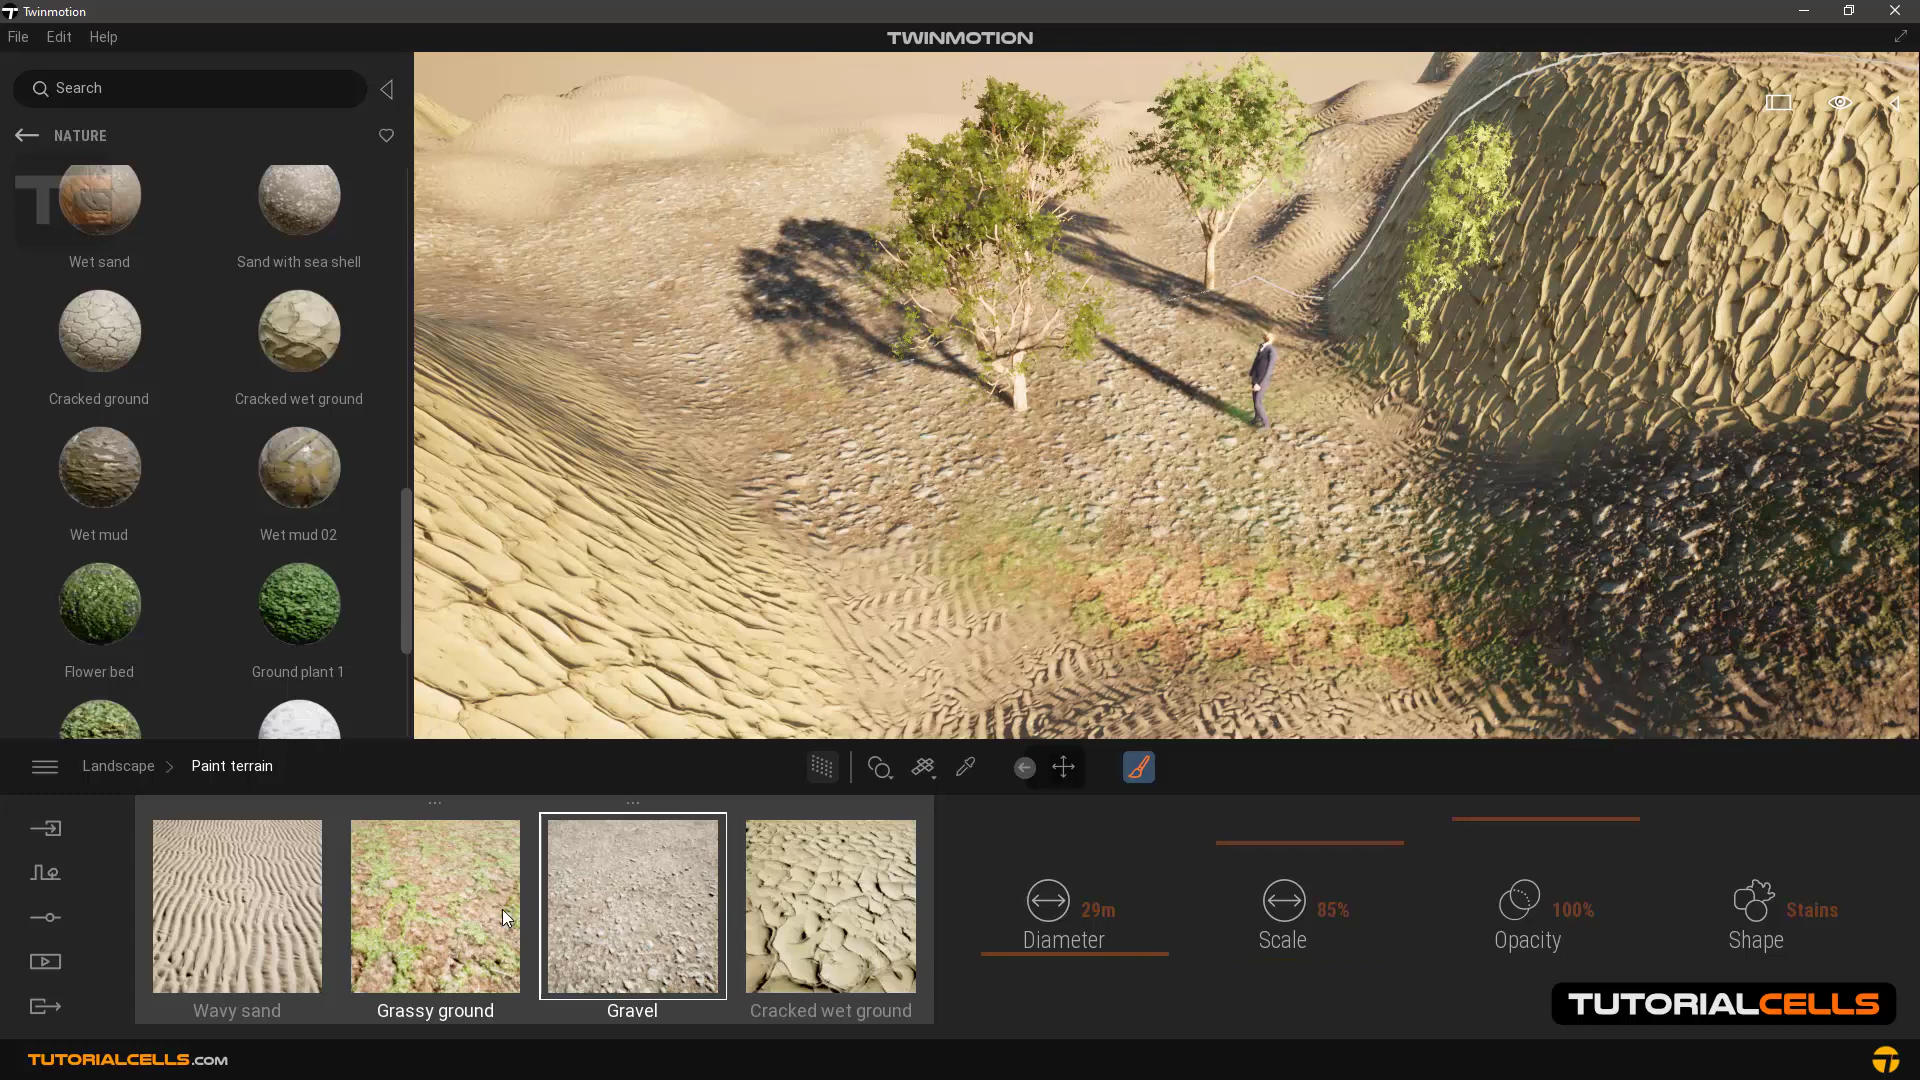 Twinmotion
File Edit Help
TWINMOTION
Search
NATURE
Wet sand
Sand with sea shell
Cracked ground
Cracked wet ground
Wet mud
Wet mud 02
Flower bed
Ground plant 1
Landscape
Paint terrain
...
...
Wavy sand
Grassy ground
Gravel
Cracked wet ground
29m
Diameter
85%
Scale
100%
Opacity
Stains
Shape
TUTORIALCELLS
TUTORIALCELLS.COM